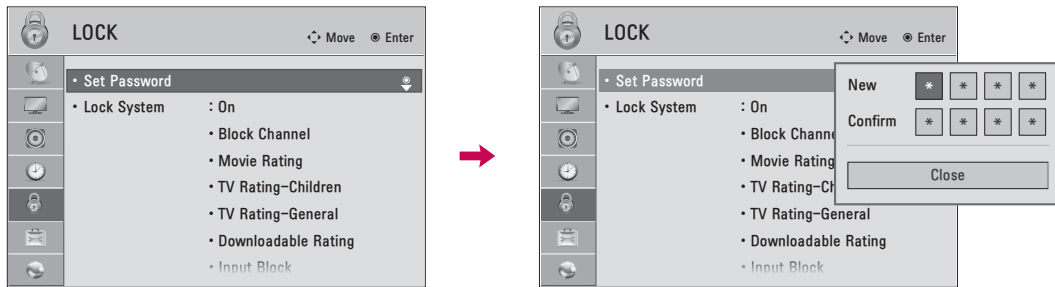 LOCK
Move Enter
• Set Password
• Lock System : On
• Block Channel
• Movie Rating
• TV Rating-Children
• TV Rating-General
• Downloadable Rating
• Input Block
LOCK
Move Enter
• Set Password
• Lock System : On
• Block Channe
• Movie Rating
• TV Rating-Ch
• TV Rating-General
• Downloadable Rating
• Input Block
New * * * *
Confirm * * * *
Close